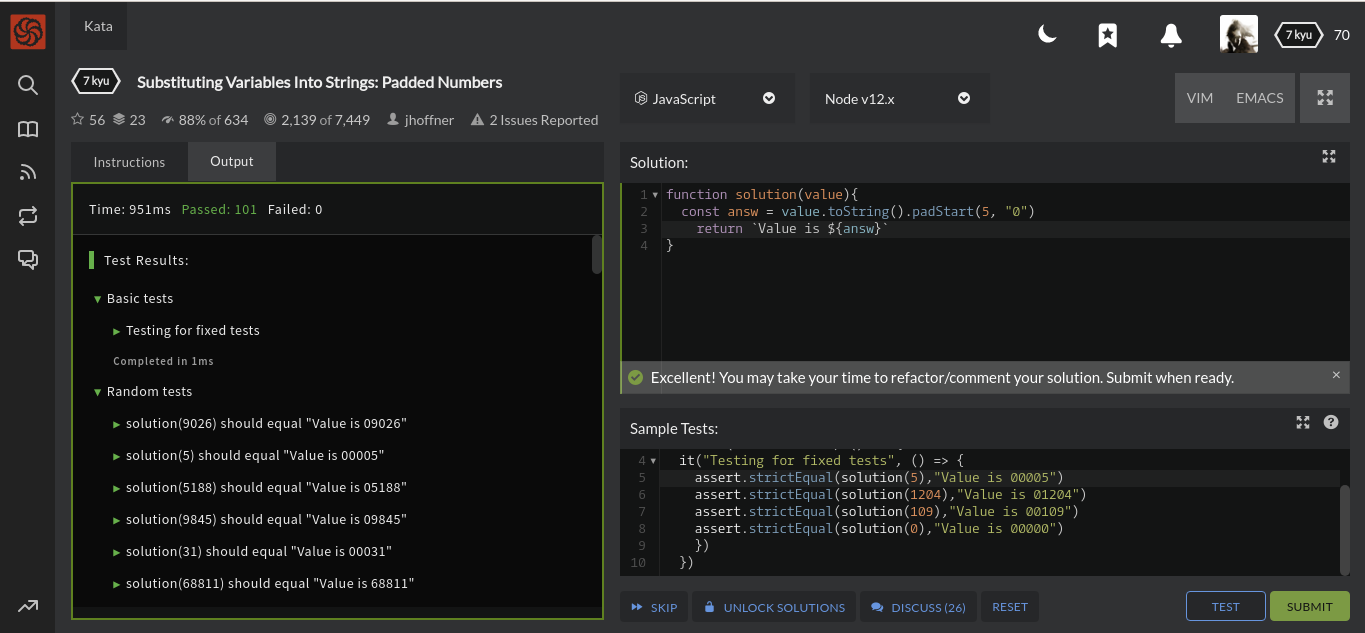 Kata
7 kyu 70
7 kyu Substituting Variables Into Strings: Padded Numbers
56 23 88% of 634 2,139 of 7,449 jhoffner 2 Issues Reported
JavaScript
Node v12.x
VIM EMACS
Instructions Output
Time: 951ms Passed: 101 Failed: 0
Test Results:
Basic tests
Testing for fixed tests
Completed in 1ms
Random tests
solution(9026) should equal "Value is 09026"
solution(5) should equal "Value is 00005"
solution(5188) should equal "Value is 05188"
solution(9845) should equal "Value is 09845"
solution(31) should equal "Value is 00031"
solution(68811) should equal "Value is 68811"
Solution:
1 function solution(value){
2 const answ = value.toString().padStart(5, "0")
3 return `Value is ${answ}`
4 }
Excellent! You may take your time to refactor/comment your solution. Submit when ready.
Sample Tests:
4 it("Testing for fixed tests", () => {
5 assert.strictEqual(solution(5),"Value is 00005")
6 assert.strictEqual(solution(1204),"Value is 01204")
7 assert.strictEqual(solution(109),"Value is 00109")
8 assert.strictEqual(solution(0),"Value is 00000")
9 })
10 })
SKIP UNLOCK SOLUTIONS DISCUSS (26) RESET TEST SUBMIT